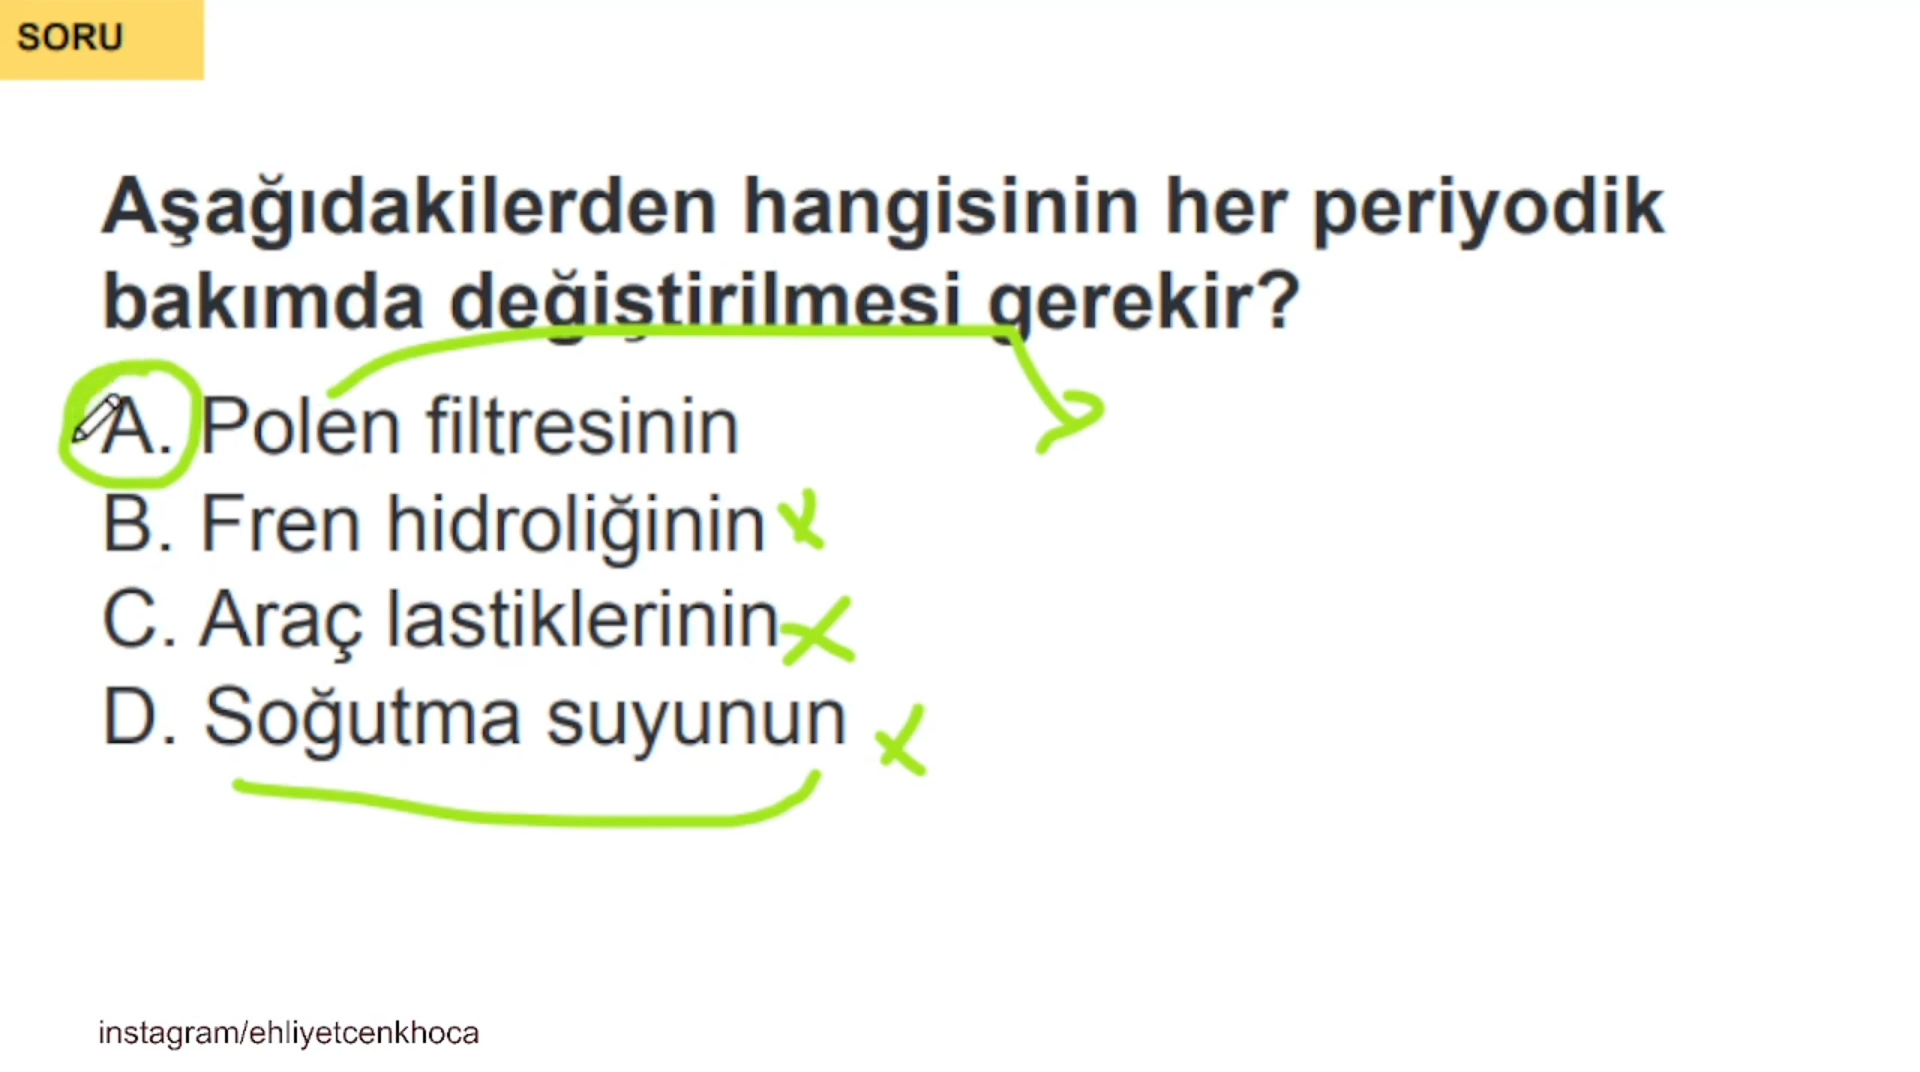 SORU
Aşağıdakilerden hangisinin her periyodik
bakımda değiştirilmesi gerekir?
A. Polen filtresinin
B. Fren hidroliğinin
C. Araç lastiklerinin
D. Soğutma suyunun
instagram/ehliyetcenkhoca